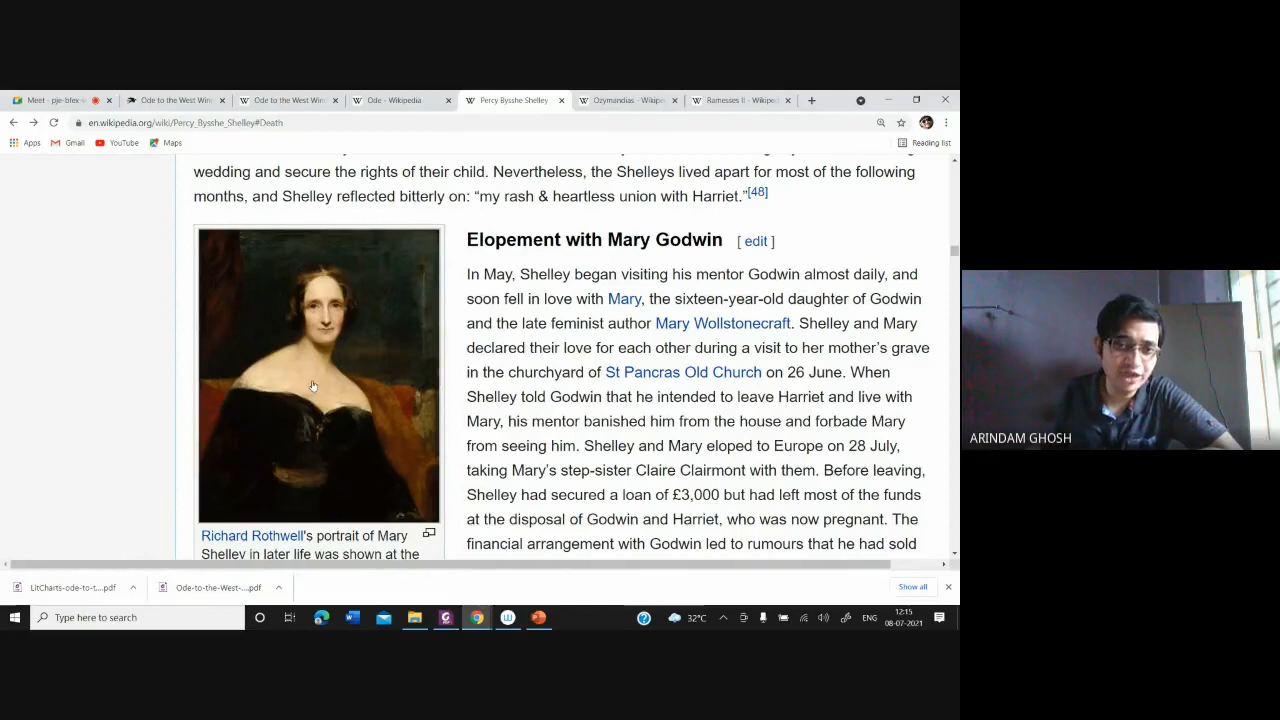 Meet - pje-bfex-
Ode to the West Win
Ode to the West Win
Ode - Wikipedia
Percy Bysshe Shelley
Ozymandias - Wikipe
Ramesses II - Wikiped
en.wikipedia.org/wiki/Percy_Bysshe_Shelley#Death
Apps
Gmail
YouTube
Maps
Reading list
wedding and secure the rights of their child. Nevertheless, the Shelleys lived apart for most of the following
months, and Shelley reflected bitterly on: “my rash & heartless union with Harriet.”[48]
Elopement with Mary Godwin [ edit ]
In May, Shelley began visiting his mentor Godwin almost daily, and
soon fell in love with Mary, the sixteen-year-old daughter of Godwin
and the late feminist author Mary Wollstonecraft. Shelley and Mary
declared their love for each other during a visit to her mother’s grave
in the churchyard of St Pancras Old Church on 26 June. When
Shelley told Godwin that he intended to leave Harriet and live with
Mary, his mentor banished him from the house and forbade Mary
from seeing him. Shelley and Mary eloped to Europe on 28 July,
taking Mary’s step-sister Claire Clairmont with them. Before leaving,
Shelley had secured a loan of £3,000 but had left most of the funds
at the disposal of Godwin and Harriet, who was now pregnant. The
financial arrangement with Godwin led to rumours that he had sold
Richard Rothwell's portrait of Mary
Shelley in later life was shown at the
ARINDAM GHOSH
LitCharts-ode-to-t....pdf
Ode-to-the-West-....pdf
Show all
Type here to search
32°C
ENG
12:15
08-07-2021